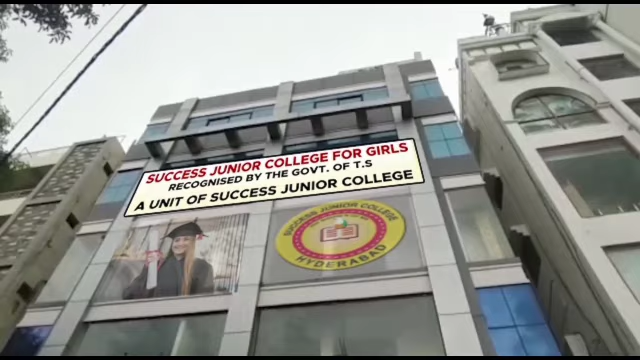 SUCCESS JUNIOR COLLEGE FOR GIRLS
RECOGNISED BY THE GOVT. OF T.S
A UNIT OF SUCCESS JUNIOR COLLEGE
SUCCESS JUNIOR COLLEGE
HYDERABAD